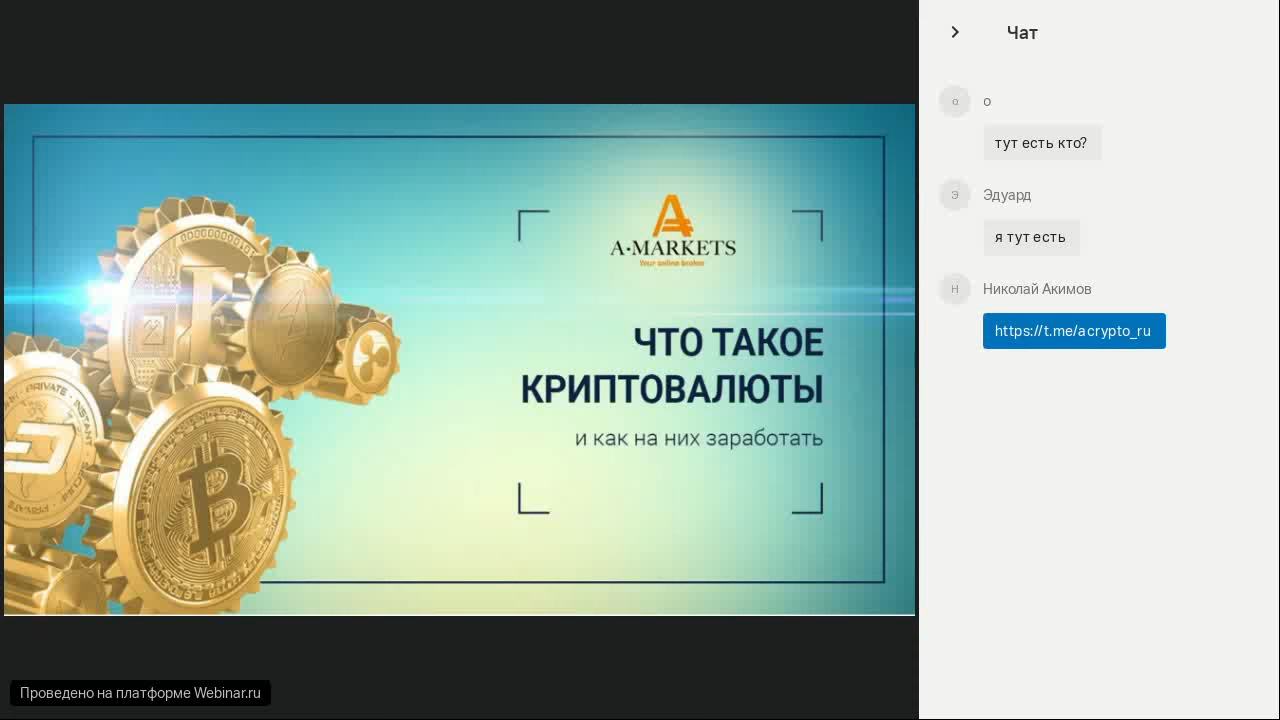 A·MARKETS
Your online broker
ЧТО ТАКОЕ
КРИПТОВАЛЮТЫ
и как на них заработать
Проведено на платформе Webinar.ru
Чат
о
о
тут есть кто?
Э
Эдуард
я тут есть
Н
Николай Акимов
https://t.me/acrypto_ru